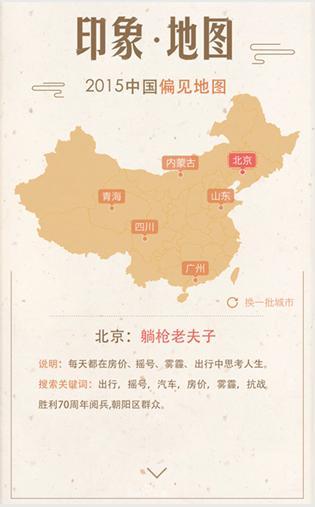 印象·地图
2015中国偏见地图
内蒙古
北京
青海
山东
四川
广州
换一批城市
北京：躺枪老夫子
说明：每天都在房价、摇号、雾霾、出行中思考人生。
搜索关键词：出行，摇号，汽车，房价，雾霾，抗战
胜利70周年阅兵,朝阳区群众。